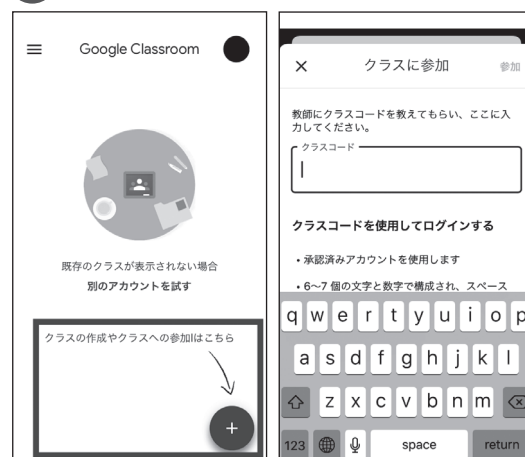 Google Classroom
既存のクラスが表示されない場合
別のアカウントを試す
クラスの作成やクラスへの参加はこちら
+
× クラスに参加 参加
教師にクラスコードを教えてもらい、ここに入
力してください。
クラスコード
クラスコードを使用してログインする
• 承認済みアカウントを使用します
• 6〜7 個の文字と数字で構成され、スペース
q w e r t y u i o p
a s d f g h j k l
z x c v b n m
123 space return